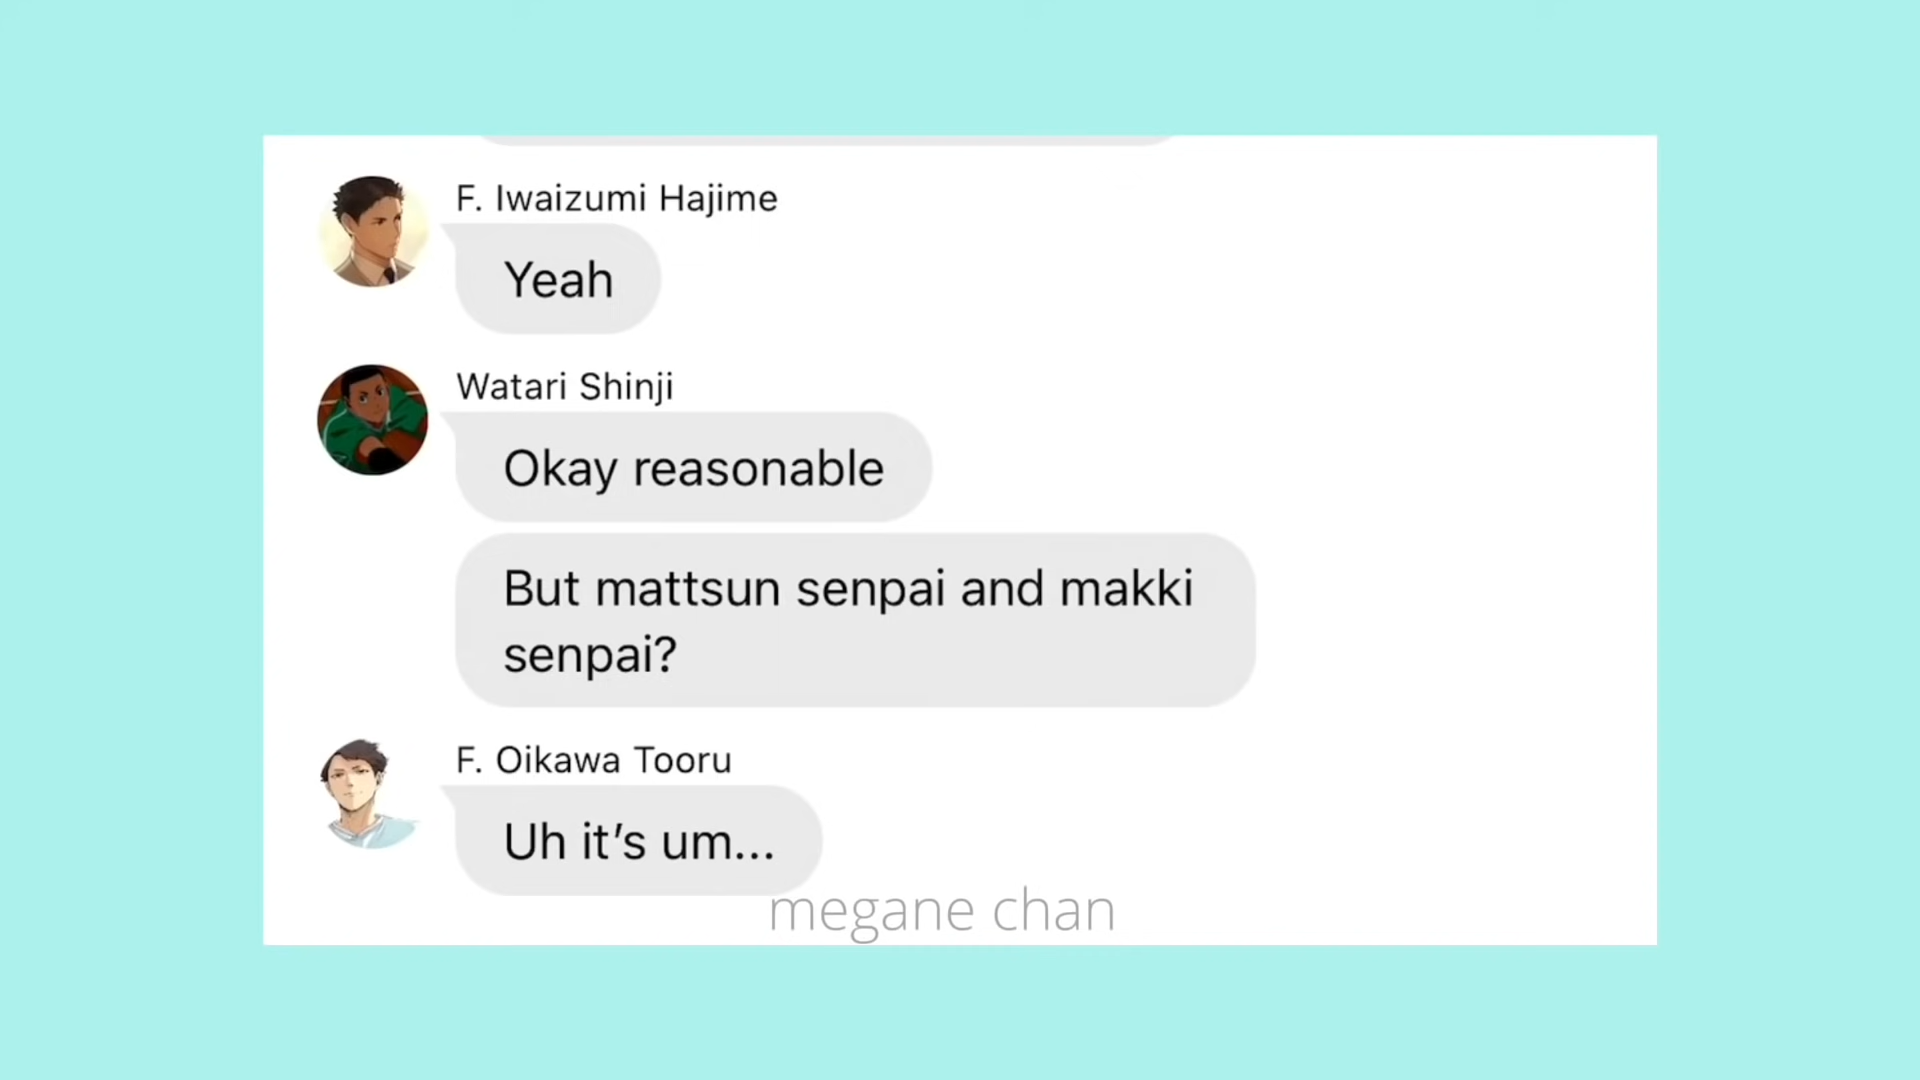 F. Iwaizumi Hajime
Yeah
Watari Shinji
Okay reasonable
But mattsun senpai and makki
senpai?
F. Oikawa Tooru
Uh it’s um...
megane chan